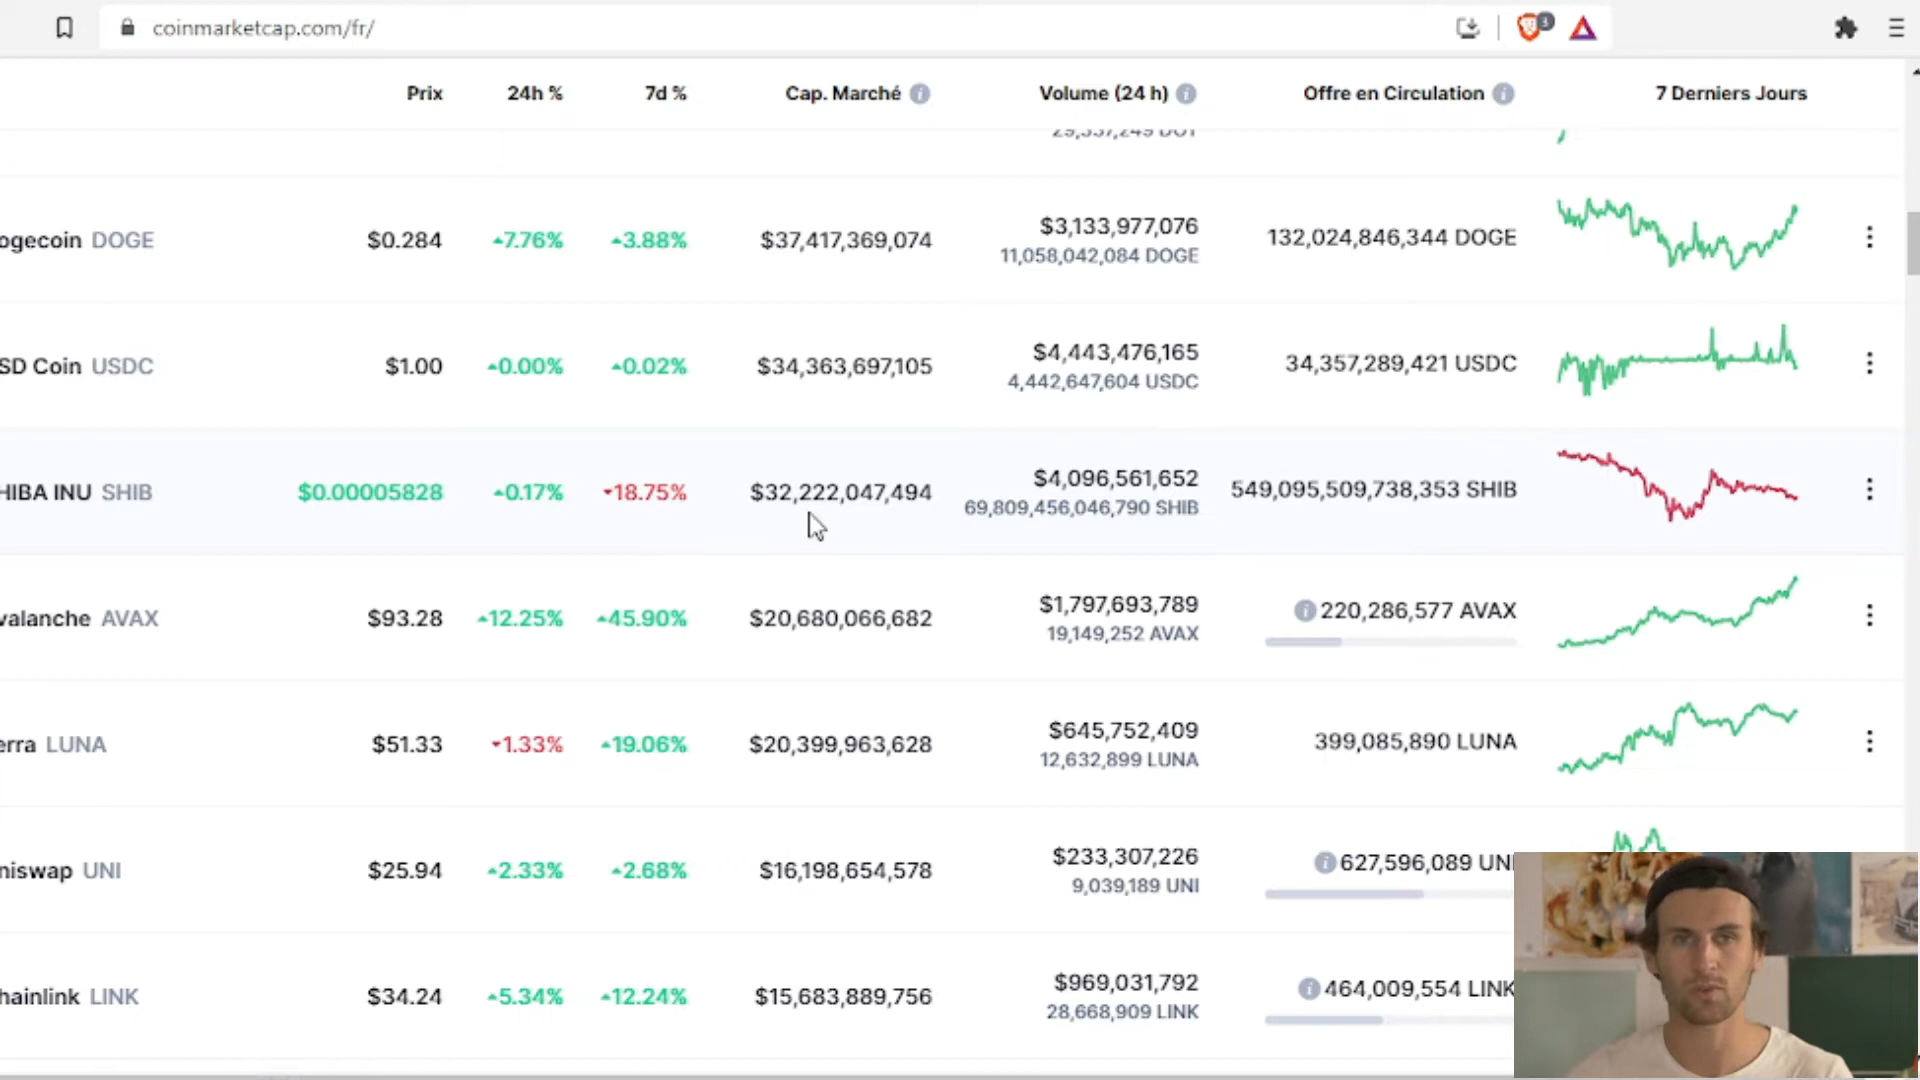 coinmarketcap.com/fr/
3
Prix 24h % 7d % Cap. Marché Volume (24 h) Offre en Circulation 7 Derniers Jours
29,337,249 DOT
ogecoin DOGE $0.284 7.76% 3.88% $37,417,369,074 $3,133,977,076 132,024,846,344 DOGE
11,058,042,084 DOGE
SD Coin USDC $1.00 0.00% 0.02% $34,363,697,105 $4,443,476,165 34,357,289,421 USDC
4,442,647,604 USDC
HIBA INU SHIB $0.00005828 0.17% 18.75% $32,222,047,494 $4,096,561,652 549,095,509,738,353 SHIB
69,809,456,046,790 SHIB
valanche AVAX $93.28 12.25% 45.90% $20,680,066,682 $1,797,693,789 220,286,577 AVAX
19,149,252 AVAX
erra LUNA $51.33 1.33% 19.06% $20,399,963,628 $645,752,409 399,085,890 LUNA
12,632,899 LUNA
niswap UNI $25.94 2.33% 2.68% $16,198,654,578 $233,307,226 627,596,089 UNI
9,039,189 UNI
hainlink LINK $34.24 5.34% 12.24% $15,683,889,756 $969,031,792 464,009,554 LINK
28,668,909 LINK